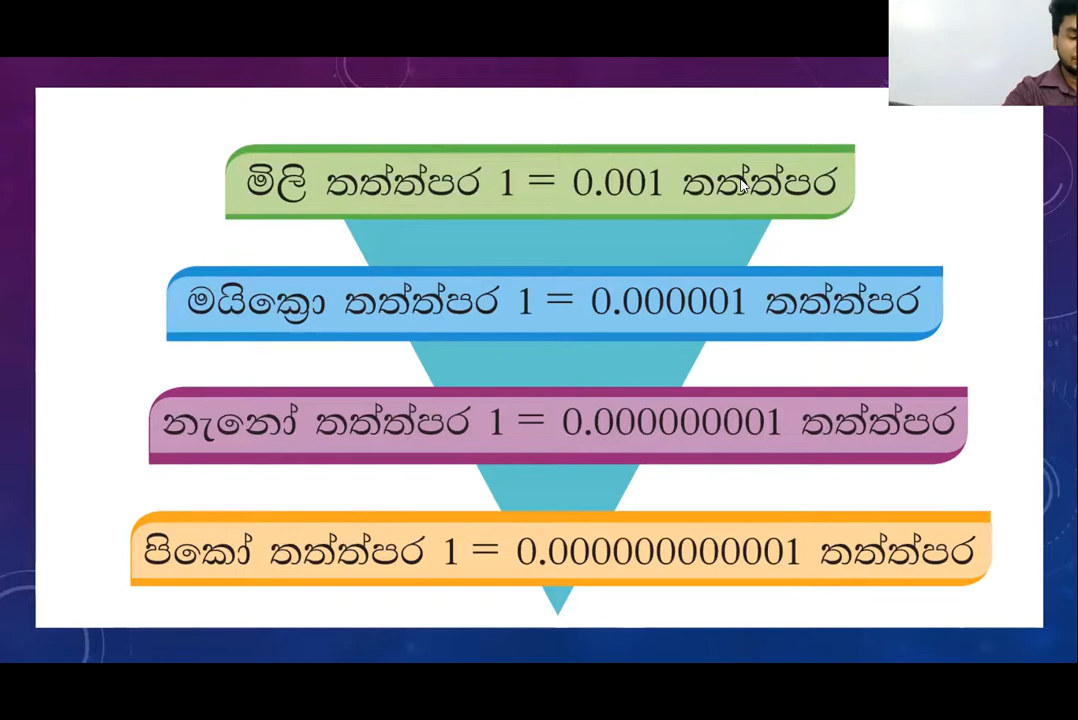 මිලි තත්ත්පර 1 = 0.001 තත්ත්පර
මයික්‍රො තත්ත්පර 1 = 0.000001 තත්ත්පර
නැනෝ තත්ත්පර 1 = 0.000000001 තත්ත්පර
පිකෝ තත්ත්පර 1 = 0.000000000001 තත්ත්පර